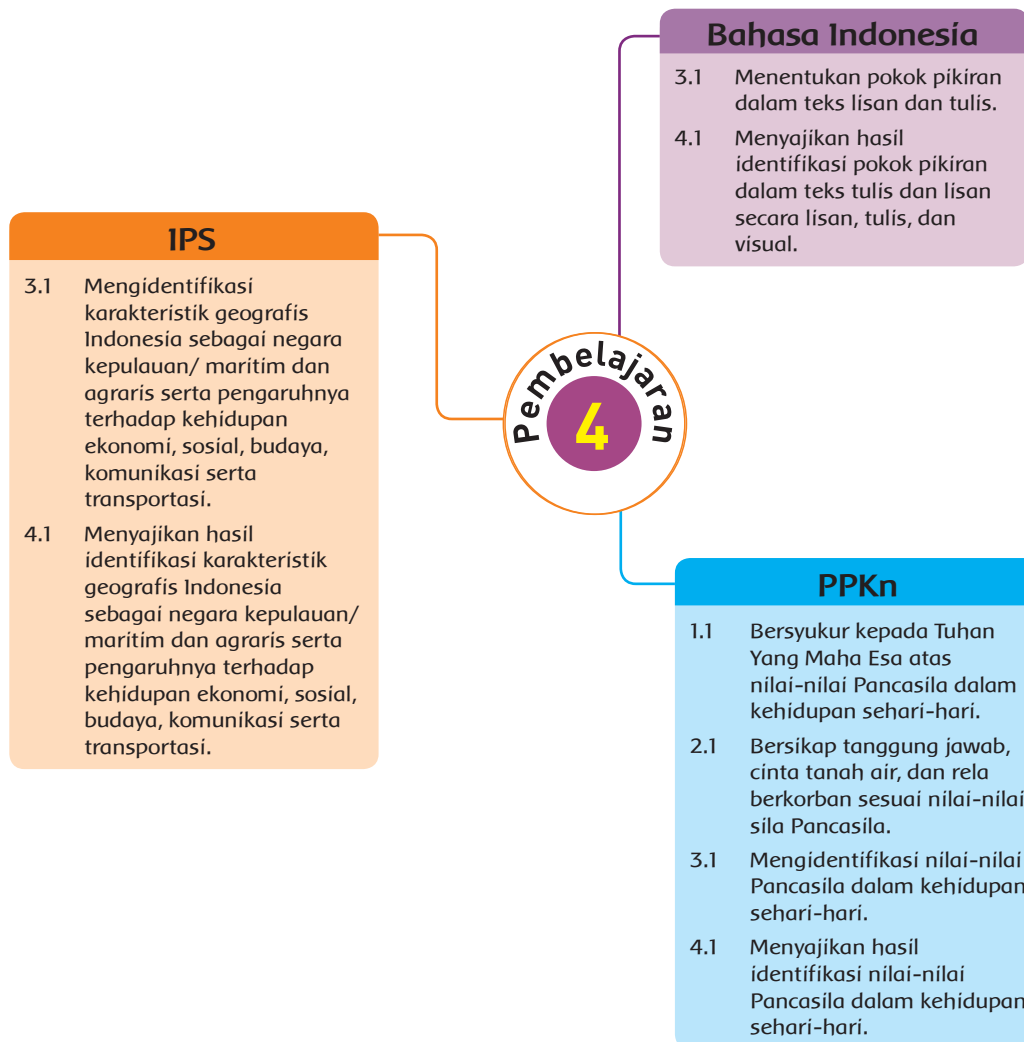 Bahasa Indonesia
3.1 Menentukan pokok pikiran
dalam teks lisan dan tulis.
4.1 Menyajikan hasil
identifikasi pokok pikiran
dalam teks tulis dan lisan
secara lisan, tulis, dan
visual.
IPS
3.1 Mengidentifikasi
karakteristik geografis
Indonesia sebagai negara
kepulauan/ maritim dan
agraris serta pengaruhnya
terhadap kehidupan
ekonomi, sosial, budaya,
komunikasi serta
transportasi.
4.1 Menyajikan hasil
identifikasi karakteristik
geografis Indonesia
sebagai negara kepulauan/
maritim dan agraris serta
pengaruhnya terhadap
kehidupan ekonomi, sosial,
budaya, komunikasi serta
transportasi.
Pembelajaran
4
PPKn
1.1 Bersyukur kepada Tuhan
Yang Maha Esa atas
nilai-nilai Pancasila dalam
kehidupan sehari-hari.
2.1 Bersikap tanggung jawab,
cinta tanah air, dan rela
berkorban sesuai nilai-nilai
sila Pancasila.
3.1 Mengidentifikasi nilai-nilai
Pancasila dalam kehidupan
sehari-hari.
4.1 Menyajikan hasil
identifikasi nilai-nilai
Pancasila dalam kehidupan
sehari-hari.